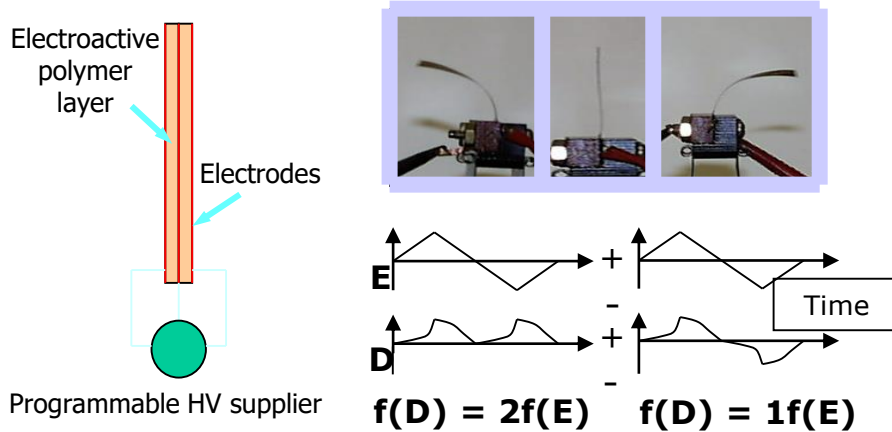 Electroactive
polymer
layer
Electrodes
Programmable HV supplier
E
+
-
Time
D
+
-
f(D) = 2f(E)
f(D) = 1f(E)